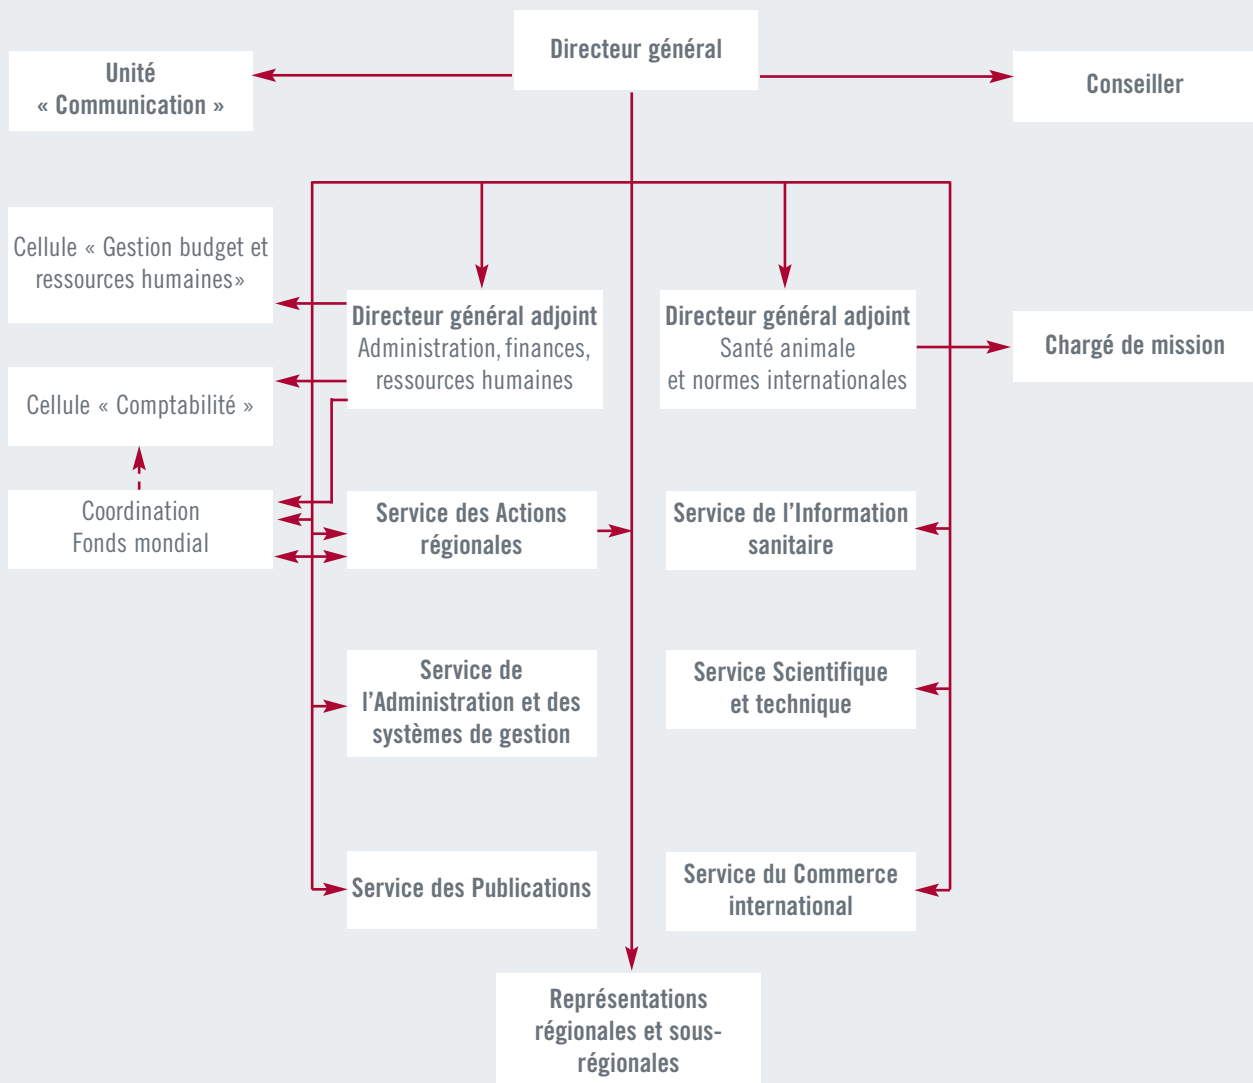 Directeur général
Unité
« Communication »
Conseiller
Cellule « Gestion budget et
ressources humaines»
Directeur général adjoint
Administration, finances,
ressources humaines
Directeur général adjoint
Santé animale
et normes internationales
Chargé de mission
Cellule « Comptabilité »
Coordination
Fonds mondial
Service des Actions
régionales
Service de l'Information
sanitaire
Service de
l'Administration et des
systèmes de gestion
Service Scientifique
et technique
Service des Publications
Service du Commerce
international
Représentations
régionales et sous-
régionales